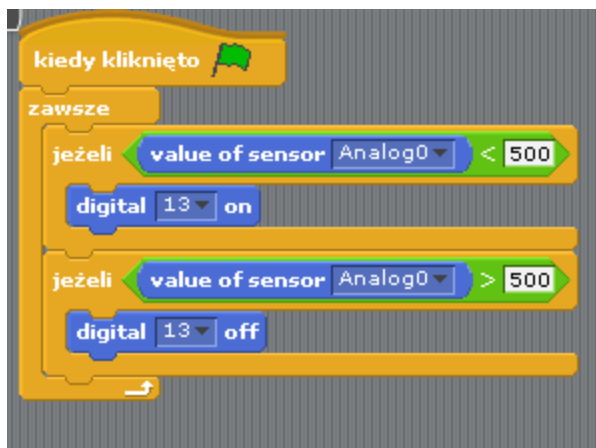 kiedy kliknięto
zawsze
jeżeli value of sensor Analog0 < 500
digital 13 on
jeżeli value of sensor Analog0 > 500
digital 13 off